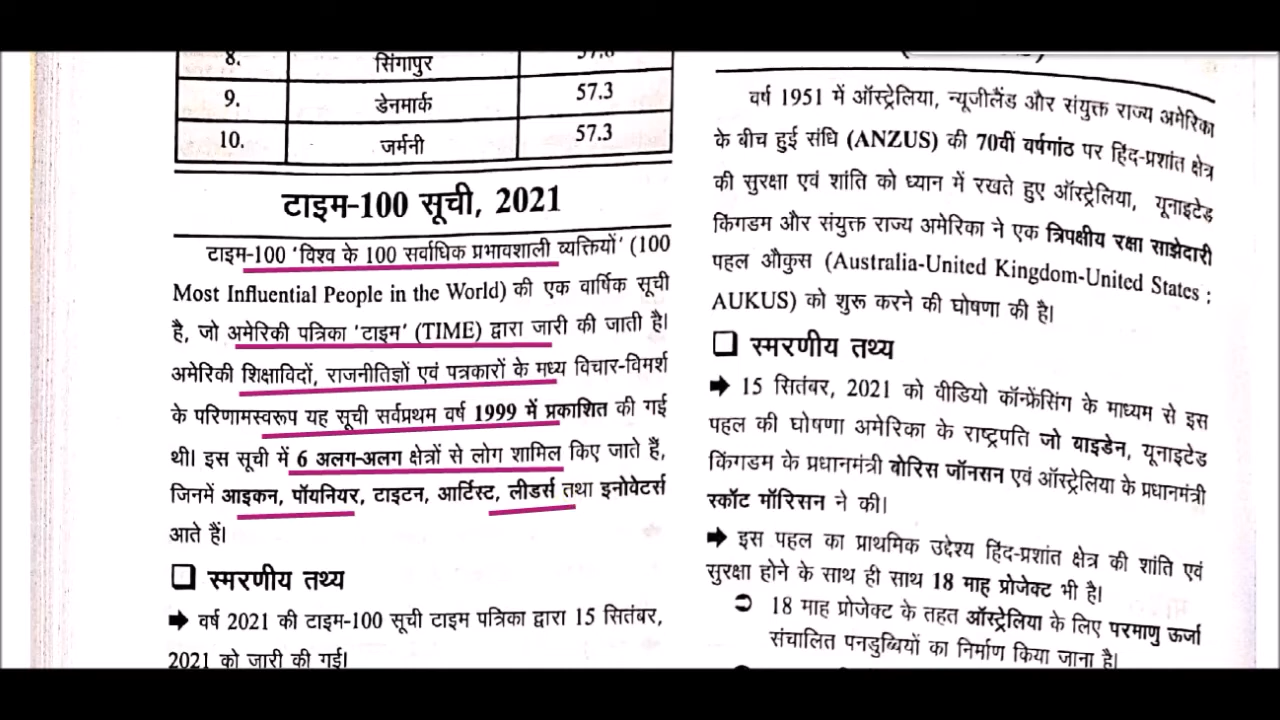 8. सिंगापुर
9. डेनमार्क 57.3
10. जर्मनी 57.3
टाइम-100 सूची, 2021
टाइम-100 'विश्व के 100 सर्वाधिक प्रभावशाली व्यक्तियों' (100
Most Influential People in the World) की एक वार्षिक सूची
है, जो अमेरिकी पत्रिका 'टाइम' (TIME) द्वारा जारी की जाती है।
अमेरिकी शिक्षाविदों, राजनीतिज्ञों एवं पत्रकारों के मध्य विचार-विमर्श
के परिणामस्वरूप यह सूची सर्वप्रथम वर्ष 1999 में प्रकाशित की गई
थी। इस सूची में 6 अलग-अलग क्षेत्रों से लोग शामिल किए जाते हैं,
जिनमें आइकन, पॉयनियर, टाइटन, आर्टिस्ट, लीडर्स तथा इनोवेटर्स
आते हैं।
❑ स्मरणीय तथ्य
➡ वर्ष 2021 की टाइम-100 सूची टाइम पत्रिका द्वारा 15 सितंबर,
2021 को जारी की गई।
वर्ष 1951 में ऑस्ट्रेलिया, न्यूजीलैंड और संयुक्त राज्य अमेरिका
के बीच हुई संधि (ANZUS) की 70वीं वर्षगांठ पर हिंद-प्रशांत क्षेत्र
की सुरक्षा एवं शांति को ध्यान में रखते हुए ऑस्ट्रेलिया, यूनाइटेड
किंगडम और संयुक्त राज्य अमेरिका ने एक त्रिपक्षीय रक्षा साझेदारी
पहल औकुस (Australia-United Kingdom-United States :
AUKUS) को शुरू करने की घोषणा की है।
❑ स्मरणीय तथ्य
➡ 15 सितंबर, 2021 को वीडियो कॉन्फ्रेंसिंग के माध्यम से इस
पहल की घोषणा अमेरिका के राष्ट्रपति जो बाइडेन, यूनाइटेड
किंगडम के प्रधानमंत्री बोरिस जॉनसन एवं ऑस्ट्रेलिया के प्रधानमंत्री
स्कॉट मॉरिसन ने की।
➡ इस पहल का प्राथमिक उद्देश्य हिंद-प्रशांत क्षेत्र की शांति एवं
सुरक्षा होने के साथ ही साथ 18 माह प्रोजेक्ट भी है।
➲ 18 माह प्रोजेक्ट के तहत ऑस्ट्रेलिया के लिए परमाणु ऊर्जा
संचालित पनडुब्बियों का निर्माण किया जाना है।